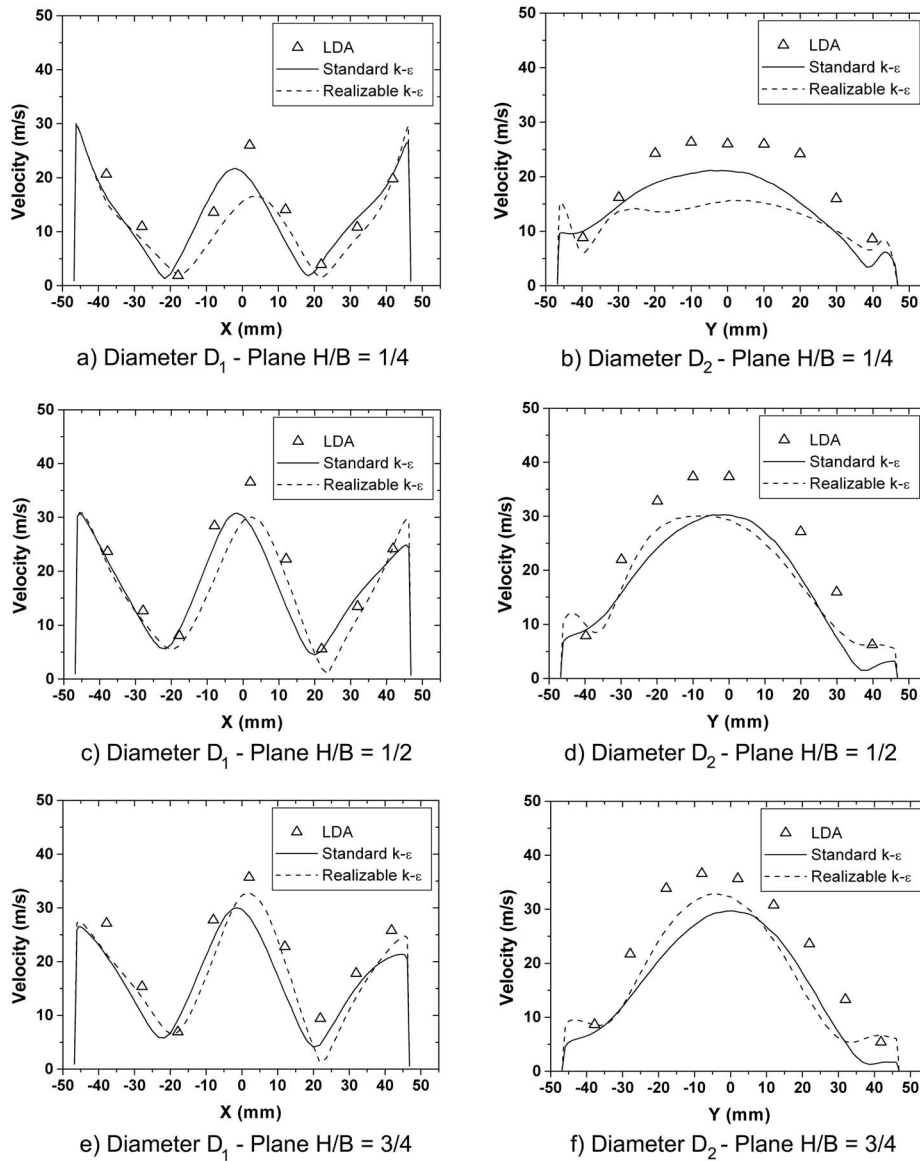 50
LDA
Standard k-ε
Realizable k-ε
40
30
20
10
0
Velocity (m/s)
-50 -40 -30 -20 -10 0 10 20 30 40 50
X (mm)
a) Diameter D₁ - Plane H/B = 1/4
50
LDA
Standard k-ε
Realizable k-ε
40
30
20
10
0
Velocity (m/s)
-50 -40 -30 -20 -10 0 10 20 30 40 50
Y (mm)
b) Diameter D₂ - Plane H/B = 1/4
50
LDA
Standard k-ε
Realizable k-ε
40
30
20
10
0
Velocity (m/s)
-50 -40 -30 -20 -10 0 10 20 30 40 50
X (mm)
c) Diameter D₁ - Plane H/B = 1/2
50
LDA
Standard k-ε
Realizable k-ε
40
30
20
10
0
Velocity (m/s)
-50 -40 -30 -20 -10 0 10 20 30 40 50
Y (mm)
d) Diameter D₂ - Plane H/B = 1/2
50
LDA
Standard k-ε
Realizable k-ε
40
30
20
10
0
Velocity (m/s)
-50 -40 -30 -20 -10 0 10 20 30 40 50
X (mm)
e) Diameter D₁ - Plane H/B = 3/4
50
LDA
Standard k-ε
Realizable k-ε
40
30
20
10
0
Velocity (m/s)
-50 -40 -30 -20 -10 0 10 20 30 40 50
Y (mm)
f) Diameter D₂ - Plane H/B = 3/4